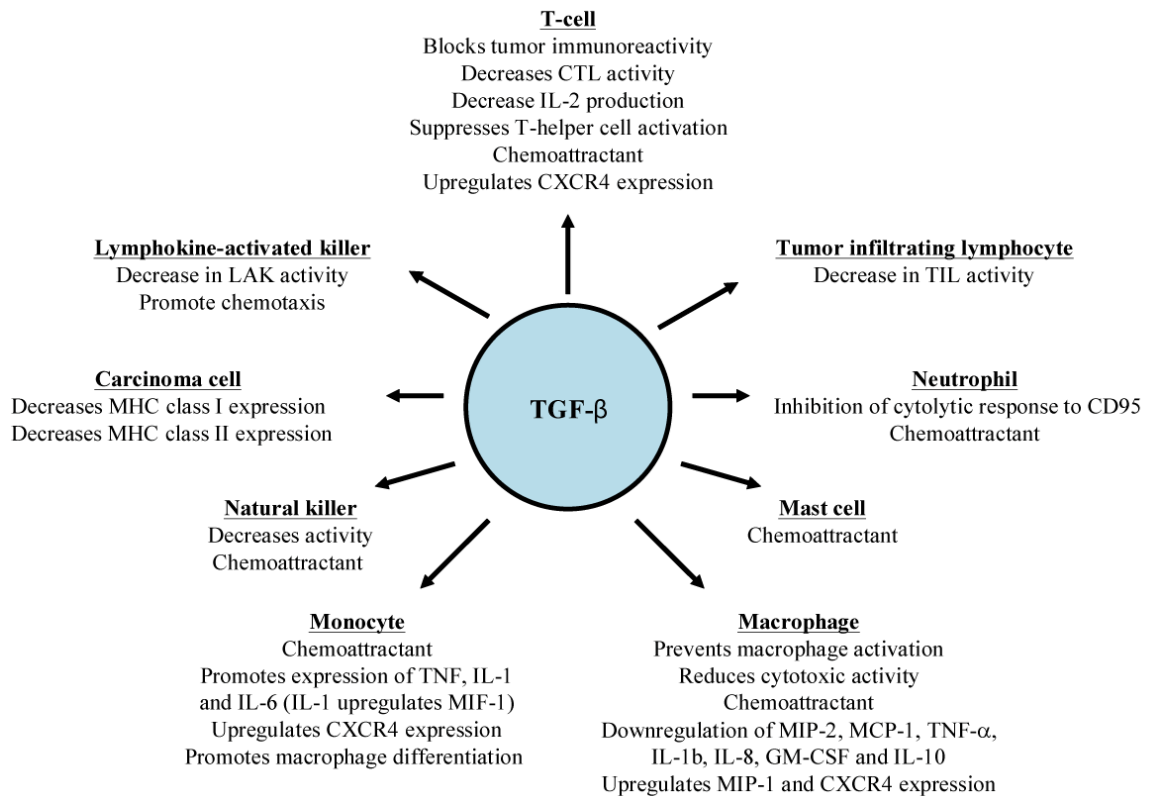 T-cell
Blocks tumor immunoreactivity
Decreases CTL activity
Decrease IL-2 production
Suppresses T-helper cell activation
Chemoattractant
Upregulates CXCR4 expression
Lymphokine-activated killer
Decrease in LAK activity
Promote chemotaxis
Tumor infiltrating lymphocyte
Decrease in TIL activity
Carcinoma cell
Decreases MHC class I expression
Decreases MHC class II expression
TGF-β
Neutrophil
Inhibition of cytolytic response to CD95
Chemoattractant
Natural killer
Decreases activity
Chemoattractant
Mast cell
Chemoattractant
Monocyte
Chemoattractant
Promotes expression of TNF, IL-1
and IL-6 (IL-1 upregulates MIF-1)
Upregulates CXCR4 expression
Promotes macrophage differentiation
Macrophage
Prevents macrophage activation
Reduces cytotoxic activity
Chemoattractant
Downregulation of MIP-2, MCP-1, TNF-α,
IL-1b, IL-8, GM-CSF and IL-10
Upregulates MIP-1 and CXCR4 expression